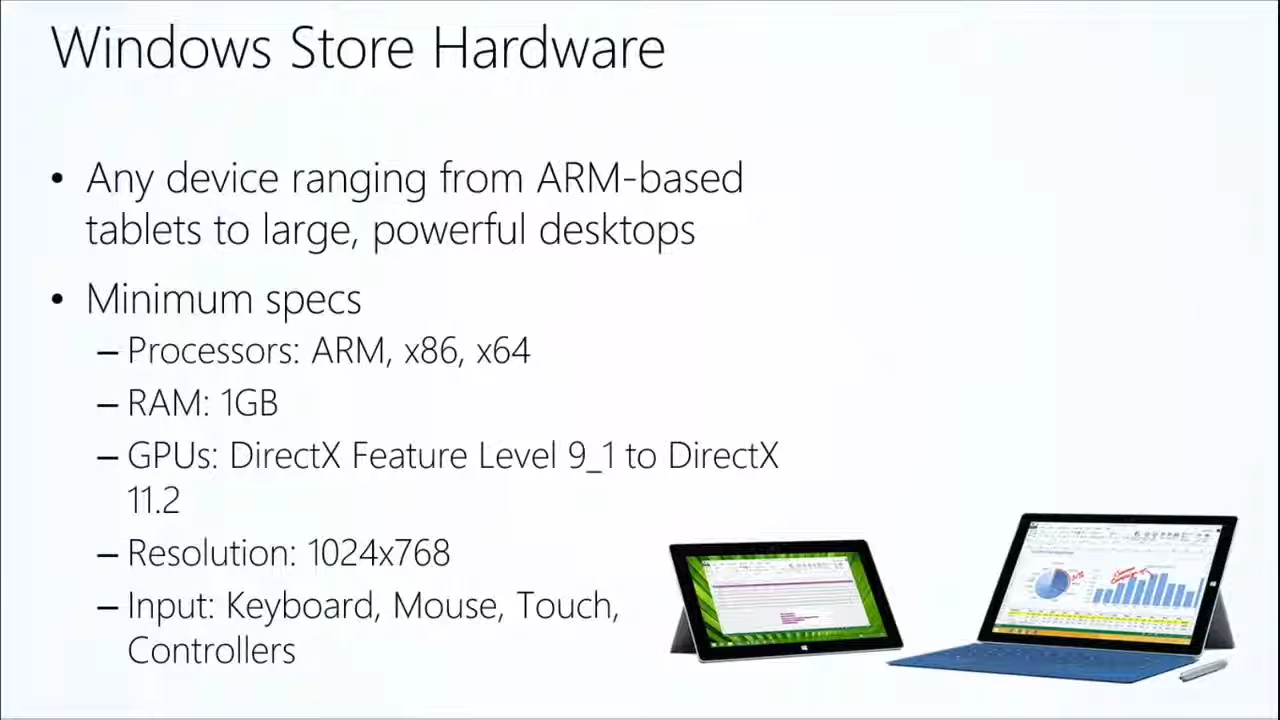 Windows Store Hardware
• Any device ranging from ARM-based
tablets to large, powerful desktops
• Minimum specs
– Processors: ARM, x86, x64
– RAM: 1GB
– GPUs: DirectX Feature Level 9_1 to DirectX
11.2
– Resolution: 1024x768
– Input: Keyboard, Mouse, Touch,
Controllers